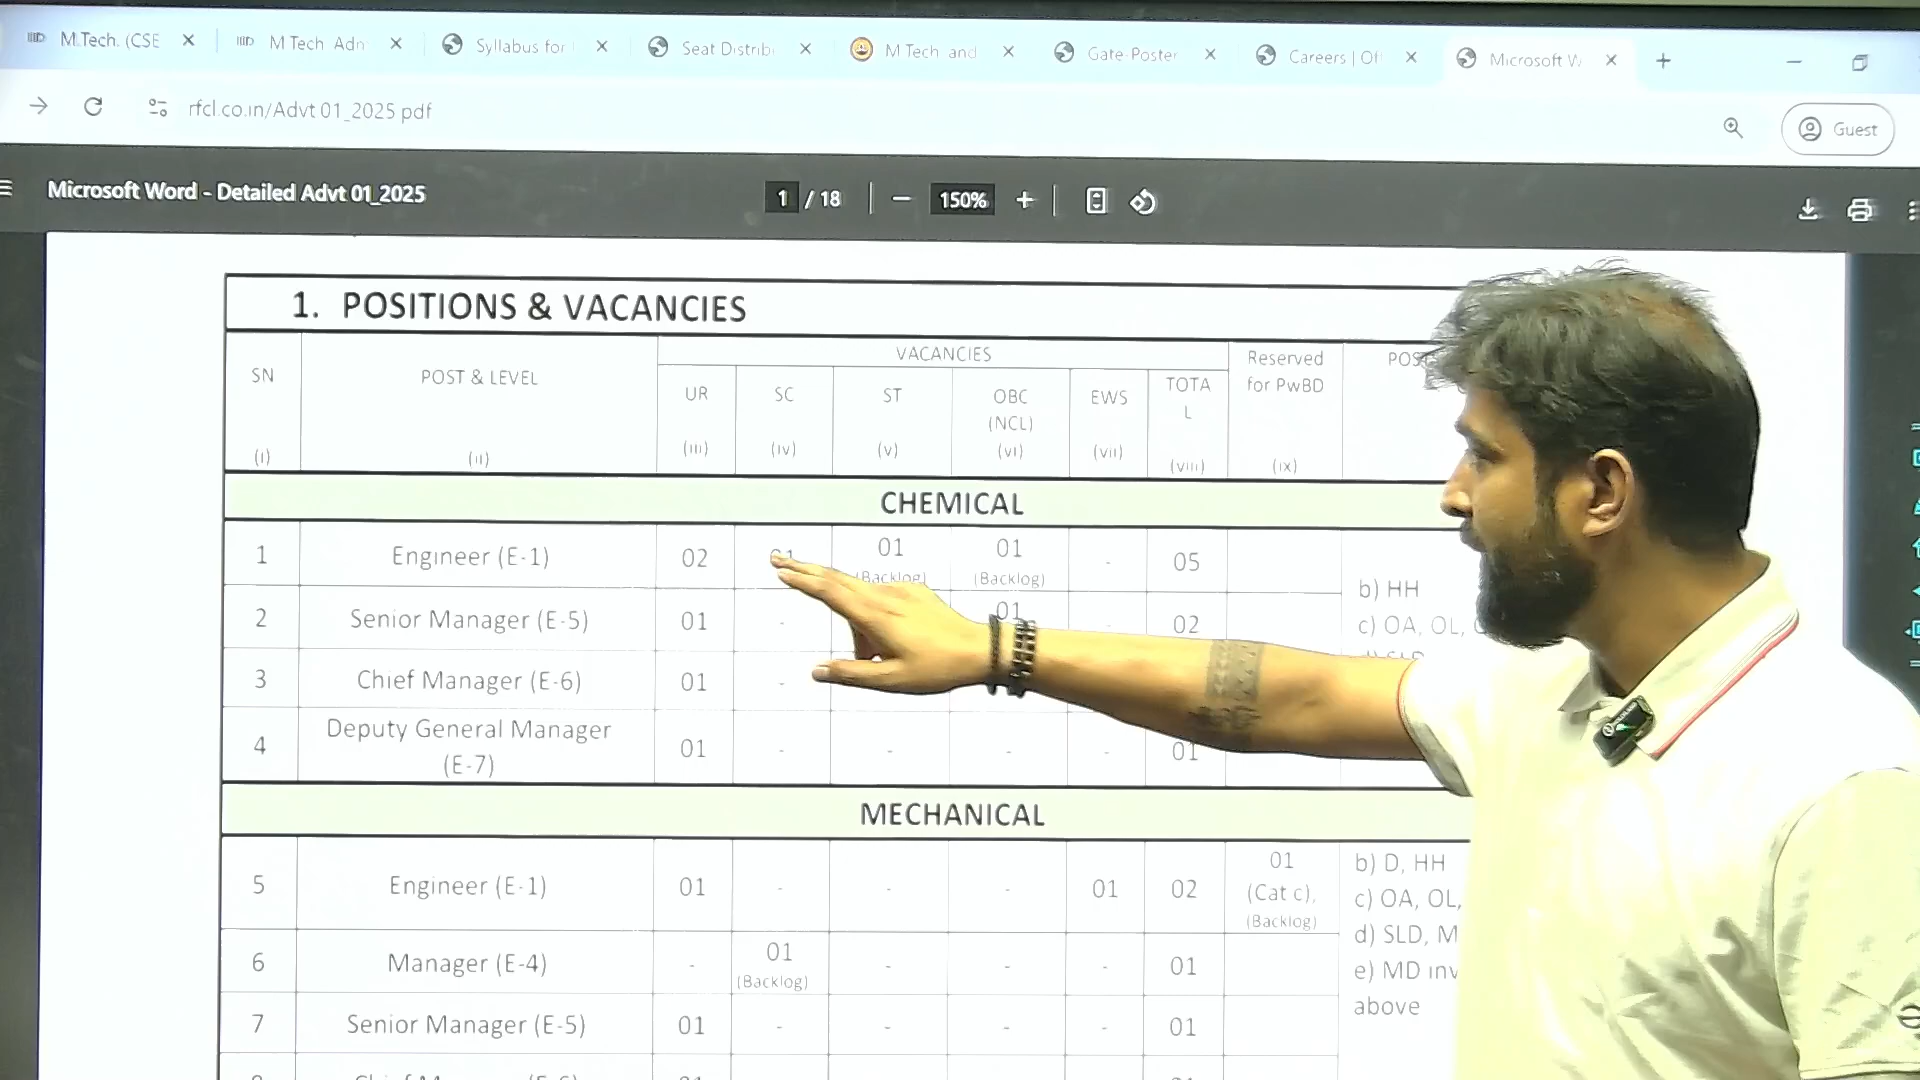 M.Tech. (CSE
M Tech Adn
Syllabus for
Seat Distrib
M Tech and
Gate-Poster
Careers | Of
Microsoft W
rfcl.co.in/Advt 01_2025 pdf
Guest
Microsoft Word - Detailed Advt 01_2025
1 / 18
150%
1. POSITIONS & VACANCIES
SN
(I)
POST & LEVEL
(II)
VACANCIES
UR
(III)
SC
(IV)
ST
(V)
OBC
(NCL)
(VI)
EWS
(VII)
TOTA
L
(VIII)
Reserved
for PwBD
(IX)
POS
CHEMICAL
1 Engineer (E-1) 02 01 01 (Backlog) 01 (Backlog) - 05
b) HH
c) OA, OL,
2 Senior Manager (E-5) 01 - 01 - 02
3 Chief Manager (E-6) 01 -
4 Deputy General Manager
(E-7) 01 - - - - 01
MECHANICAL
5 Engineer (E-1) 01 - - - 01 02 01
(Cat c),
(Backlog)
b) D, HH
c) OA, OL,
d) SLD, M
e) MD inv
above
6 Manager (E-4) - 01
(Backlog) - - - 01
7 Senior Manager (E-5) 01 - - - - 01